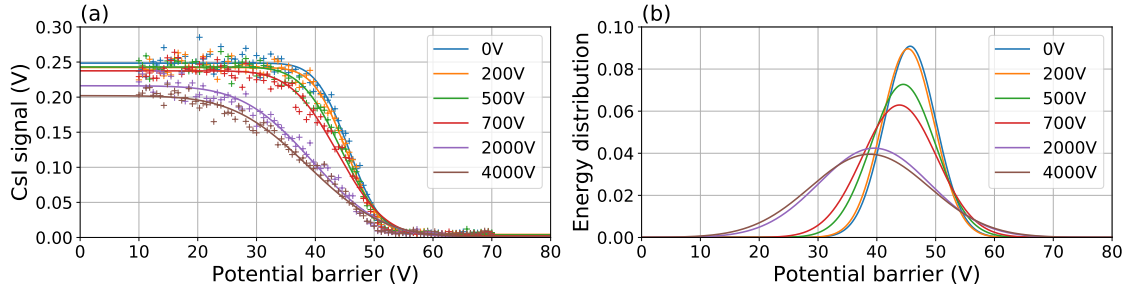 (a)
CsI signal (V)
0.30
0.25
0.20
0.15
0.10
0.05
0.00
0 10 20 30 40 50 60 70 80
Potential barrier (V)
0V
200V
500V
700V
2000V
4000V
(b)
Energy distribution
0.10
0.08
0.06
0.04
0.02
0.00
0 10 20 30 40 50 60 70 80
Potential barrier (V)
0V
200V
500V
700V
2000V
4000V